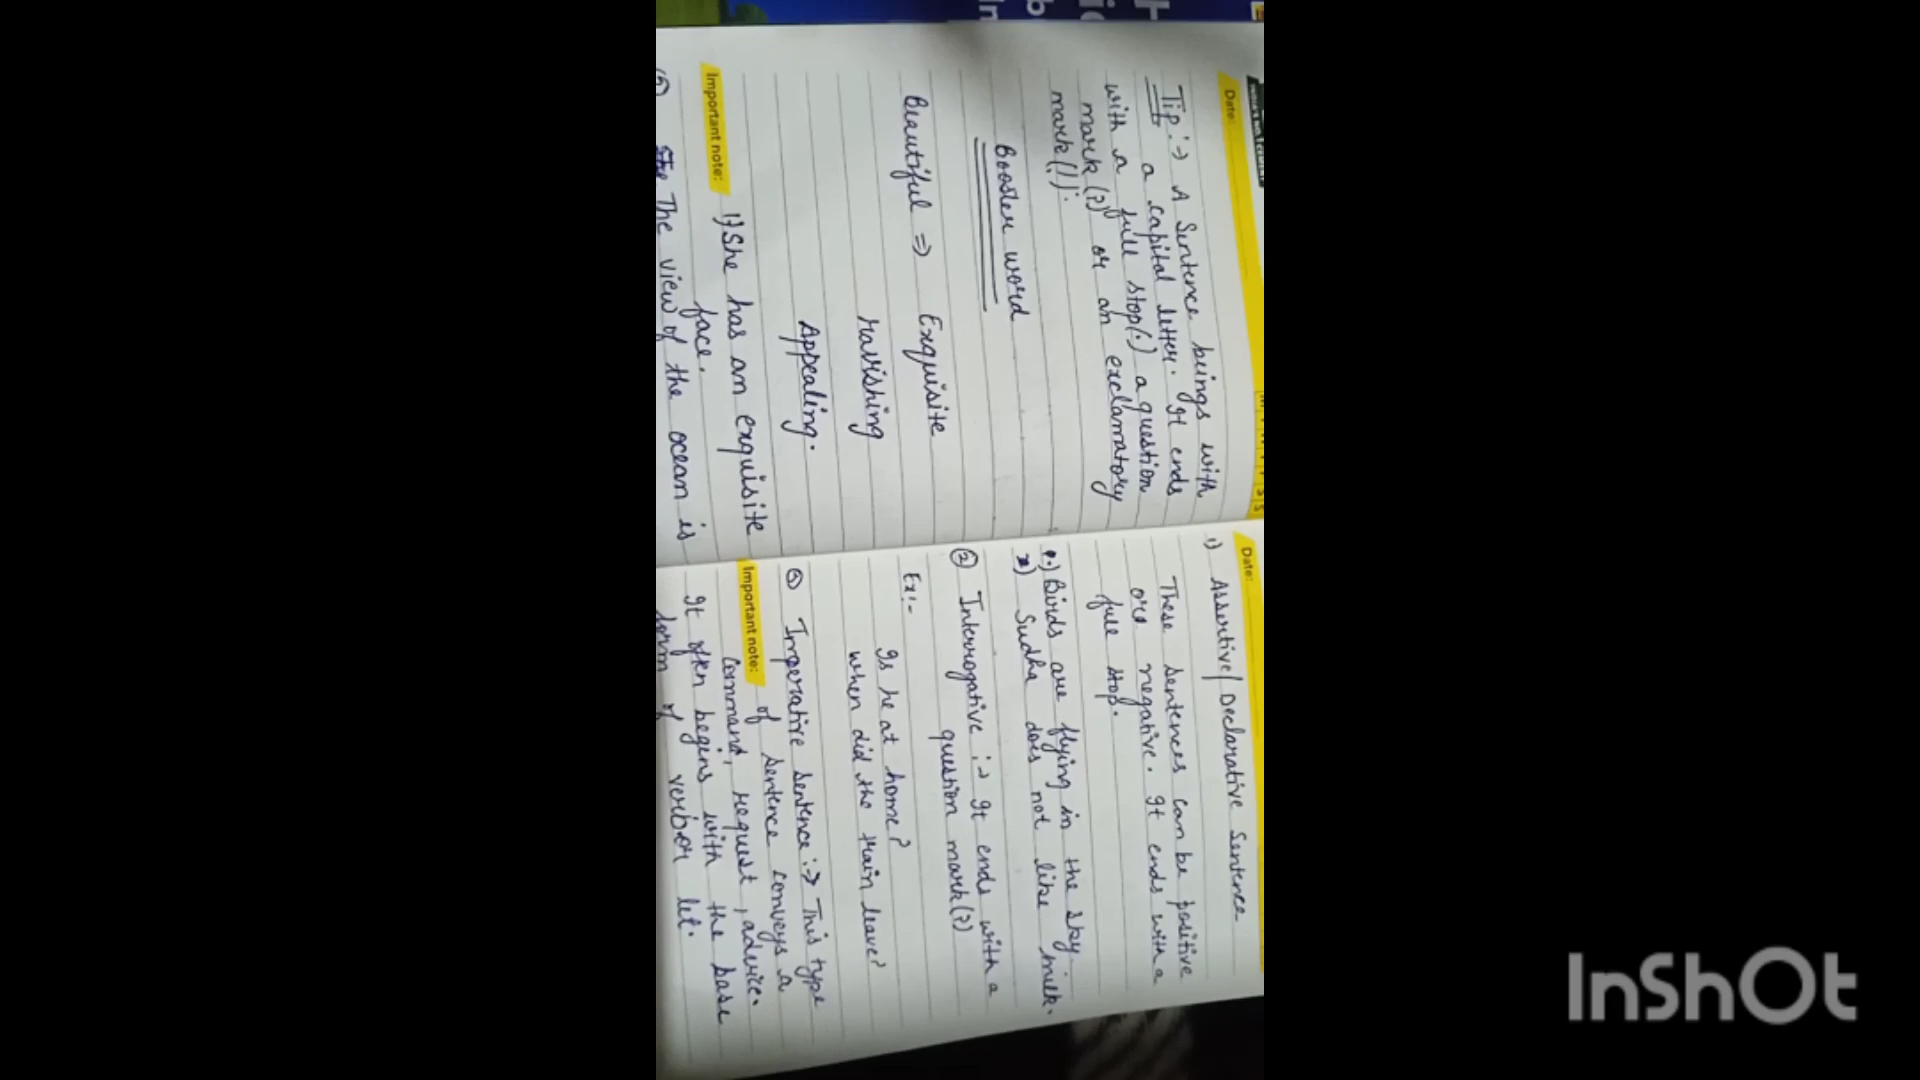 Date:
Tip :→ A Sentence beings with
a capital letter. It ends
with a full stop(.) a question
mark (?) or an exclamatory
mark(!).
Booster word
Beautiful ⇒ Exquisite
Ravishing
Appealing.
Important note:
1) She has an exquisite
face.
The view of the ocean is
Date:
1) Assertive/Declarative Sentence
These sentences can be positive
ore negative. It ends with a
full stop.
Birds are flying in the sky.
Sudha does not like milk.
② Interrogative :→ It ends with a
question mark(?)
Ex:-
Is he at home?
When did the train leave?
③ Imperative sentence :→ This type
of sentence conveys a
Important note:
command, request, advice.
It often begins with the base
form of verb or let.
InShOt